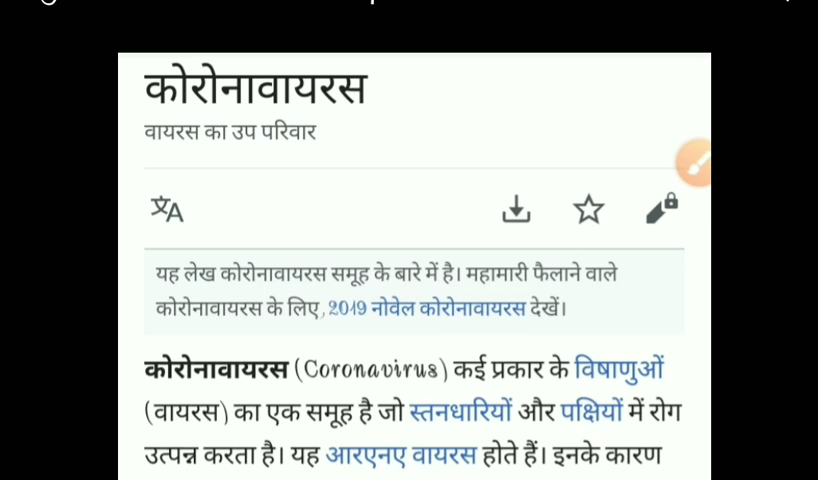 कोरोनावायरस
वायरस का उप परिवार
यह लेख कोरोनावायरस समूह के बारे में है। महामारी फैलाने वाले
कोरोनावायरस के लिए, 2019 नोवेल कोरोनावायरस देखें।
कोरोनावायरस (Coronavirus) कई प्रकार के विषाणुओं
(वायरस) का एक समूह है जो स्तनधारियों और पक्षियों में रोग
उत्पन्न करता है। यह आरएनए वायरस होते हैं। इनके कारण